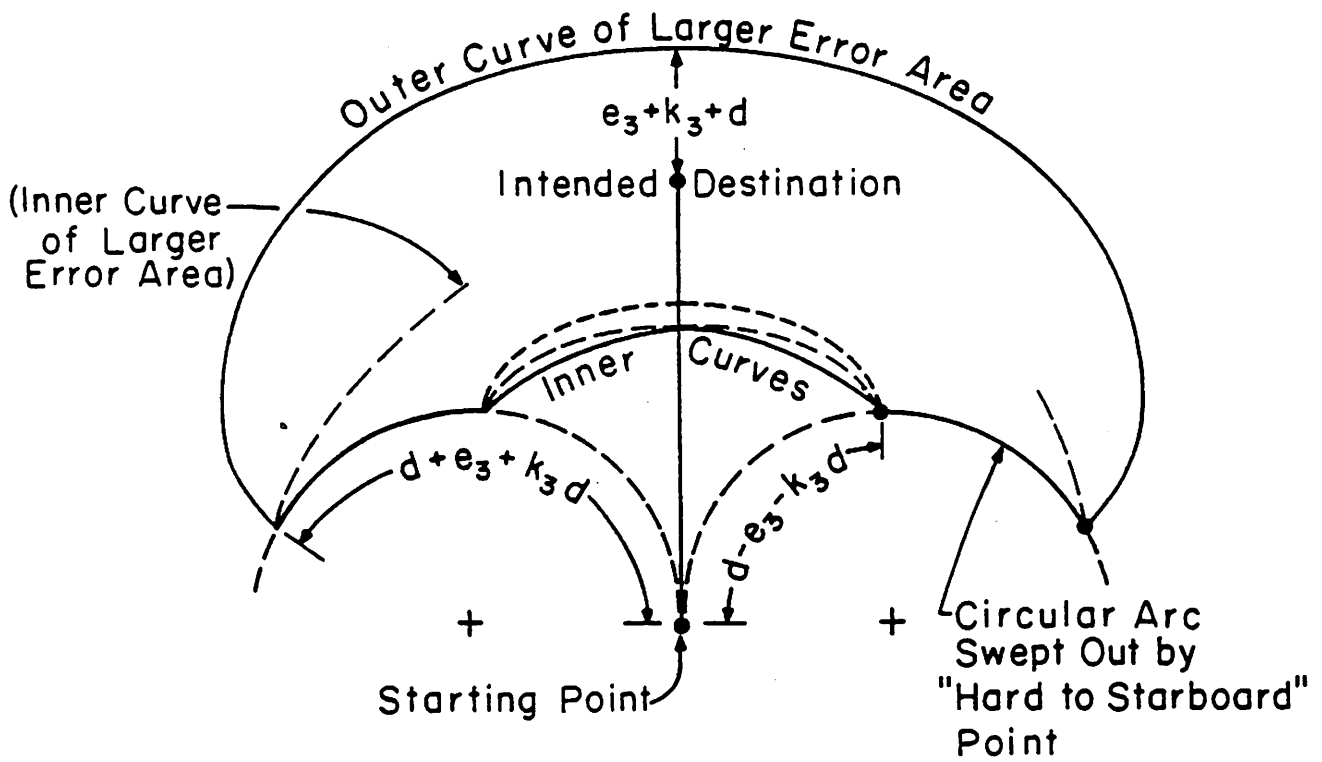 Outer Curve of Larger Error Area
e₃+k₃+d
Intended Destination
(Inner Curve
of Larger
Error Area)
Inner Curves
d+e₃+k₃d
d-e₃-k₃d
Circular Arc
Swept Out by
"Hard to Starboard"
Point
Starting Point